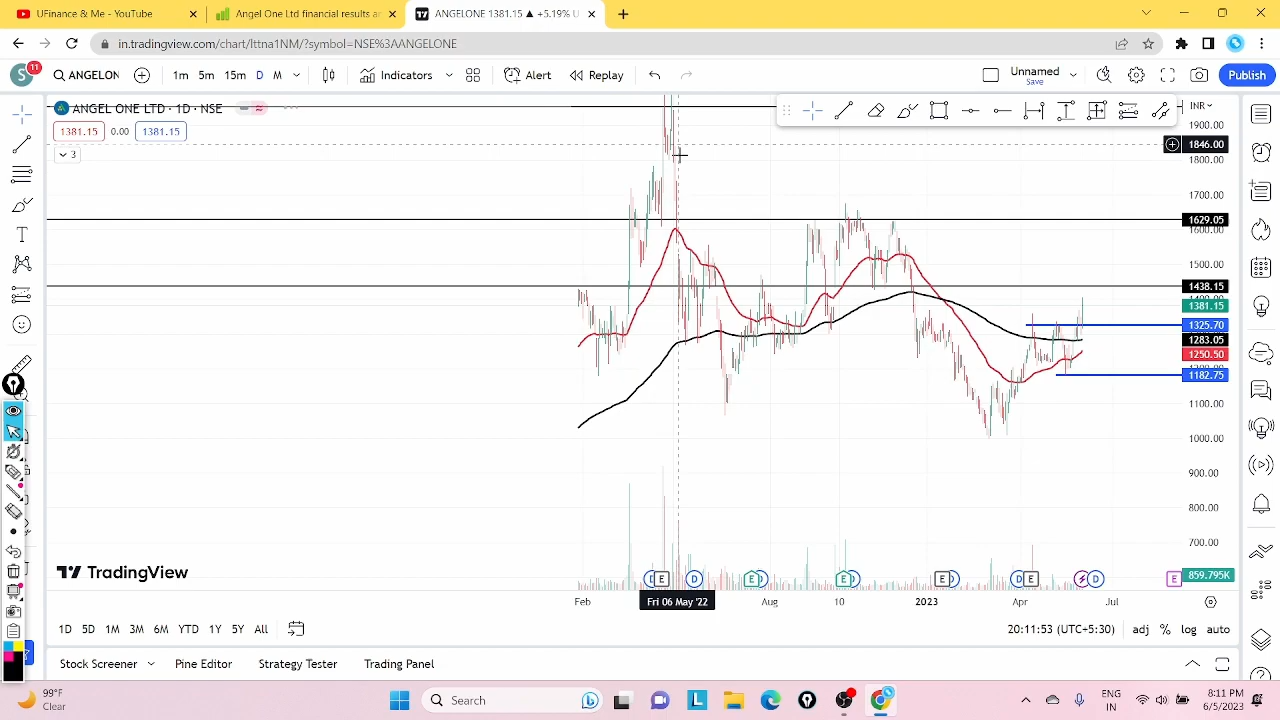 UFinance & Me - YouTube
Angel One Ltd financial results ar
ANGELONE 1381.15 ▲ +5.19% U
in.tradingview.com/chart/lttna1NM/?symbol=NSE%3AANGELONE
S
11
ANGELON
1m 5m 15m D M
Indicators
Alert
Replay
Unnamed
Save
Publish
ANGEL ONE LTD · 1D · NSE
INR
1381.15 0.00 1381.15
3
1900.00
1846.00
1800.00
1700.00
1629.05
1600.00
1500.00
1438.15
1381.15
1325.70
1283.05
1250.50
1182.75
1100.00
1000.00
900.00
800.00
700.00
859.795K
TradingView
D E D E D E D E D D E D E
Feb Fri 06 May '22 Aug 10 2023 Apr Jul
1D 5D 1M 3M 6M YTD 1Y 5Y All
20:11:53 (UTC+5:30) adj % log auto
Stock Screener Pine Editor Strategy Tester Trading Panel
99°F
Clear
Search
ENG
IN
8:11 PM
6/5/2023